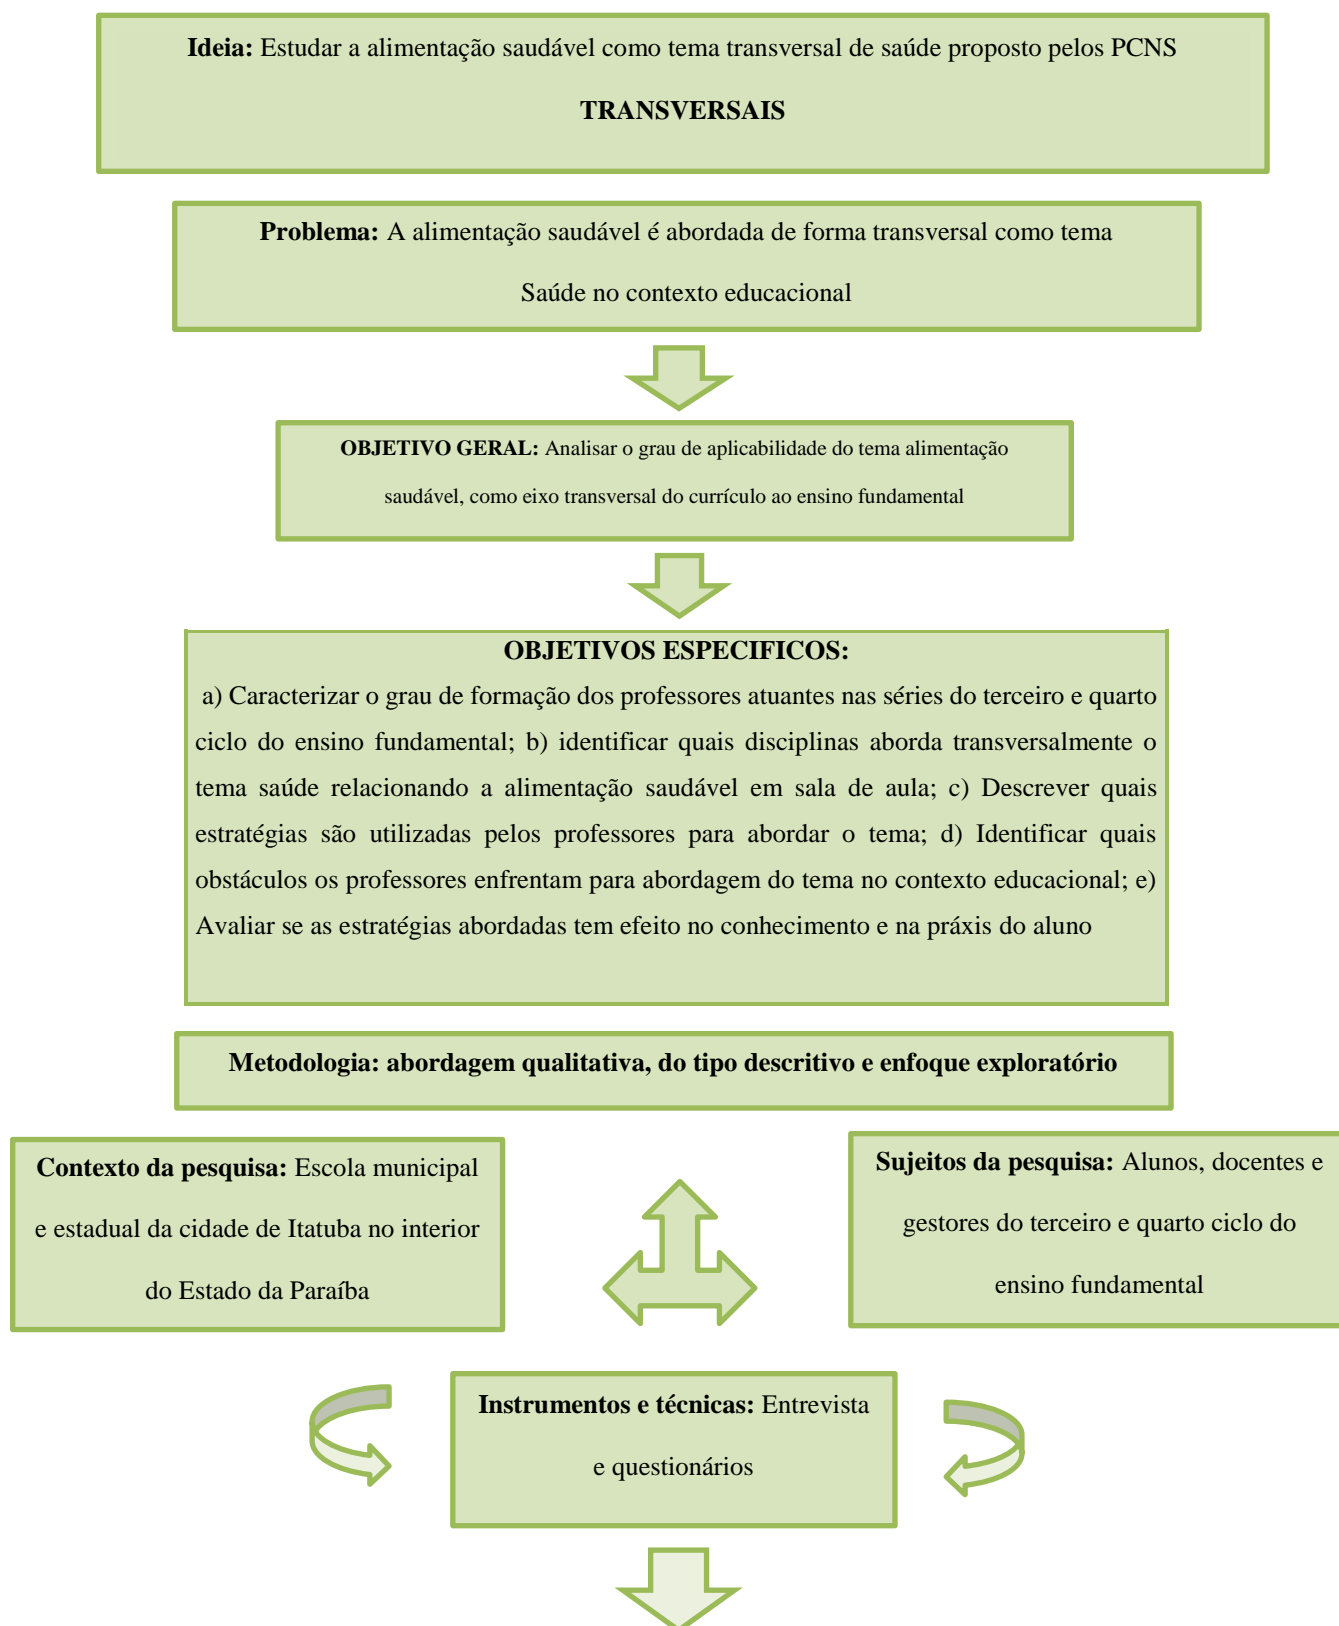 Ideia: Estudar a alimentação saudável como tema transversal de saúde proposto pelos PCNS
TRANSVERSAIS
Problema: A alimentação saudável é abordada de forma transversal como tema
Saúde no contexto educacional
OBJETIVO GERAL: Analisar o grau de aplicabilidade do tema alimentação
saudável, como eixo transversal do currículo ao ensino fundamental
OBJETIVOS ESPECIFICOS:
a) Caracterizar o grau de formação dos professores atuantes nas séries do terceiro e quarto
ciclo do ensino fundamental; b) identificar quais disciplinas aborda transversalmente o
tema saúde relacionando a alimentação saudável em sala de aula; c) Descrever quais
estratégias são utilizadas pelos professores para abordar o tema; d) Identificar quais
obstáculos os professores enfrentam para abordagem do tema no contexto educacional; e)
Avaliar se as estratégias abordadas tem efeito no conhecimento e na práxis do aluno
Metodologia: abordagem qualitativa, do tipo descritivo e enfoque exploratório
Contexto da pesquisa: Escola municipal
e estadual da cidade de Itatuba no interior
do Estado da Paraíba
Sujeitos da pesquisa: Alunos, docentes e
gestores do terceiro e quarto ciclo do
ensino fundamental
Instrumentos e técnicas: Entrevista
e questionários